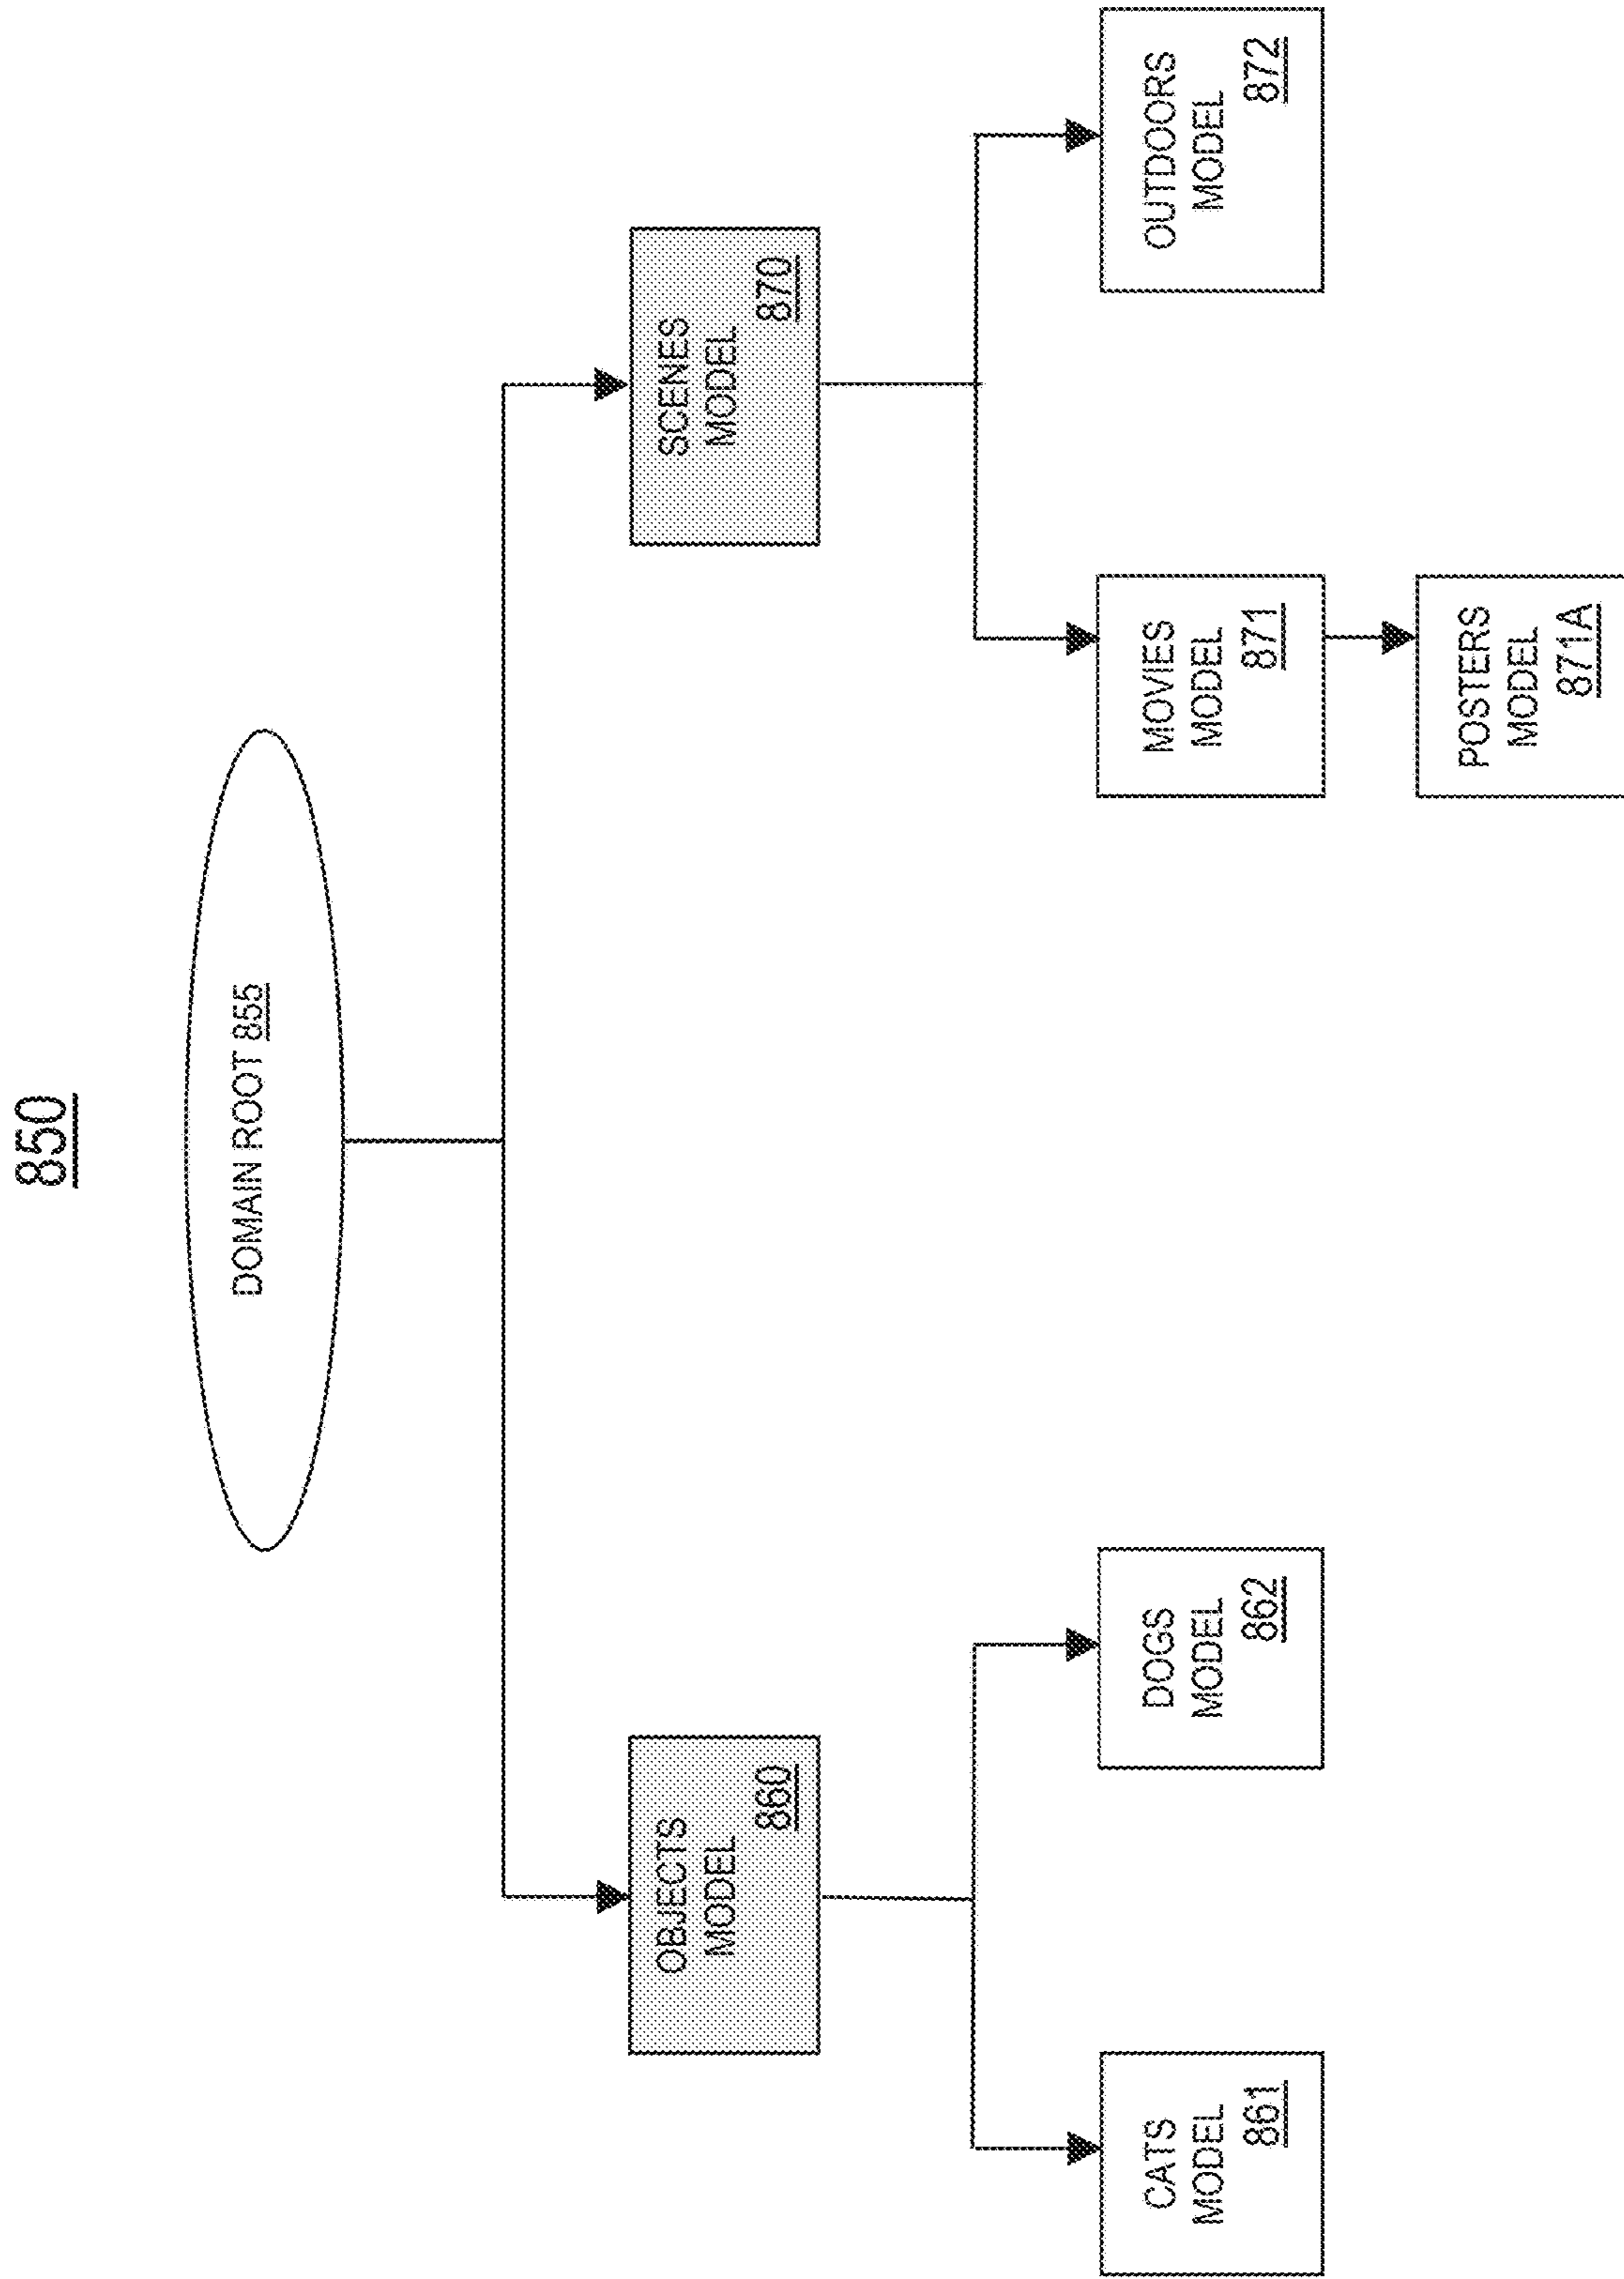 850
DOMAIN ROOT 855
OBJECTS
MODEL
860
SCENES
MODEL
870
CATS
MODEL
861
DOGS
MODEL
862
MOVIES
MODEL
871
OUTDOORS
MODEL
872
POSTERS
MODEL
871A